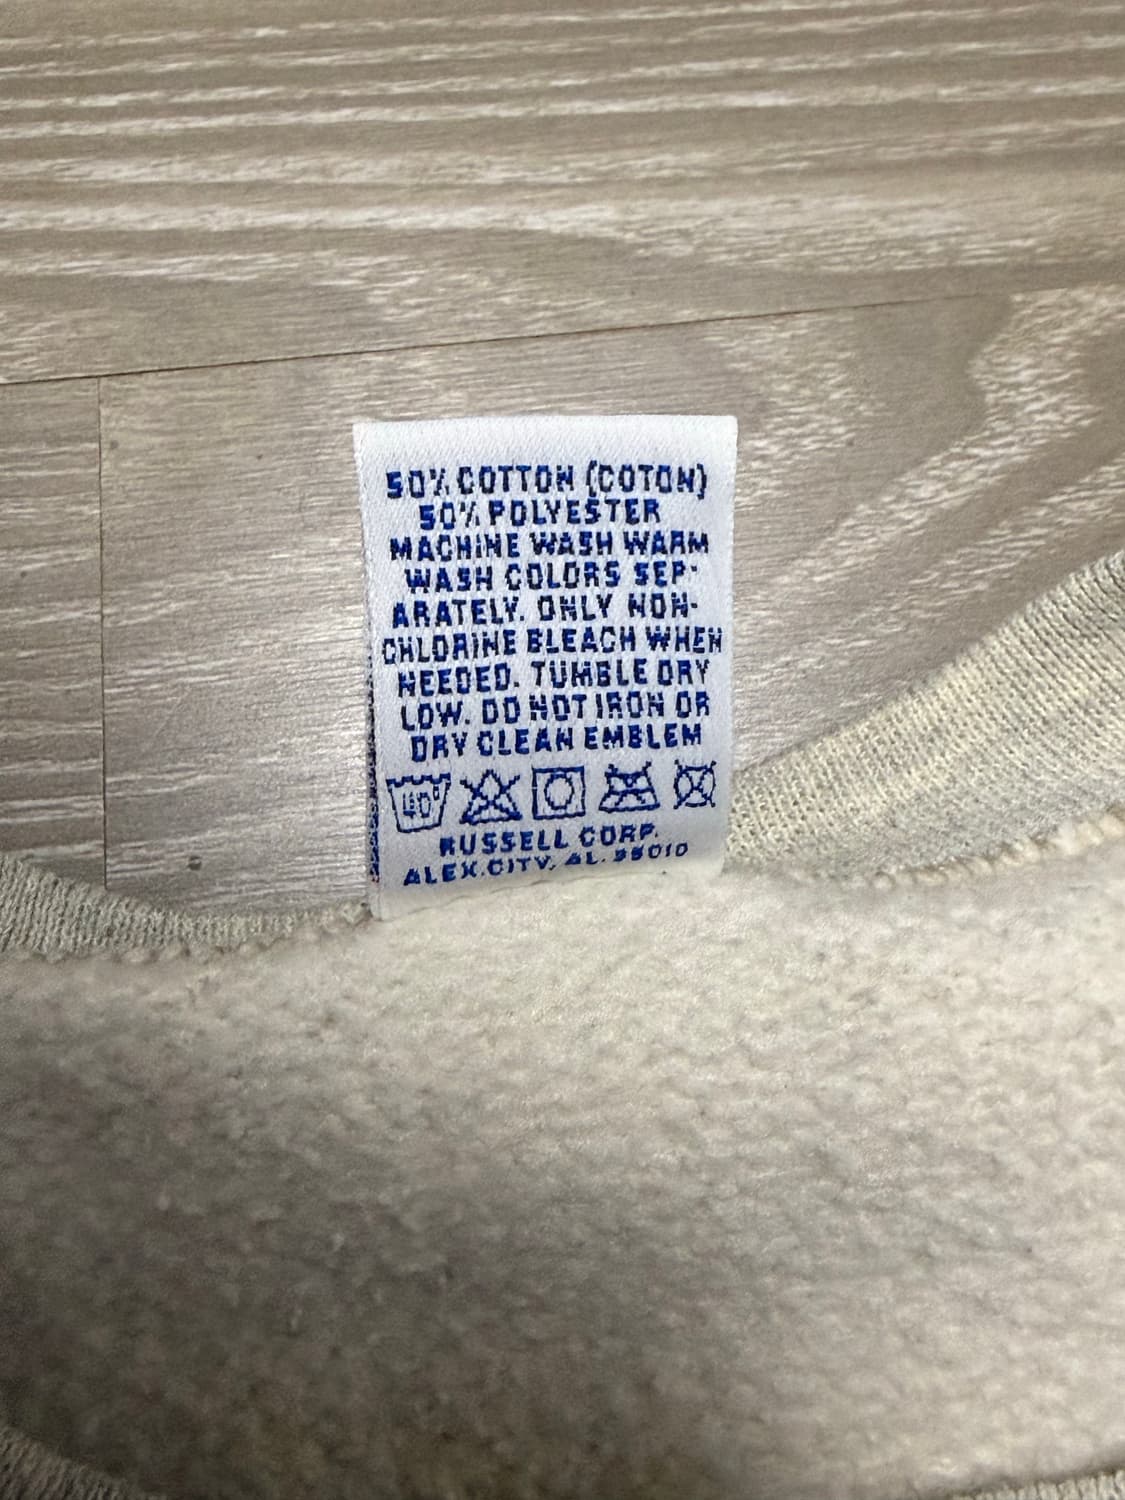 50% COTTON (COTON)
50% POLYESTER
MACHINE WASH WARM
WASH COLORS SEP-
ARATELY. ONLY NON-
CHLORINE BLEACH WHEN
NEEDED. TUMBLE DRY
LOW. DO NOT IRON OR
DRY CLEAN EMBLEM
40°
RUSSELL CORP.
ALEX.CITY, AL. 35010